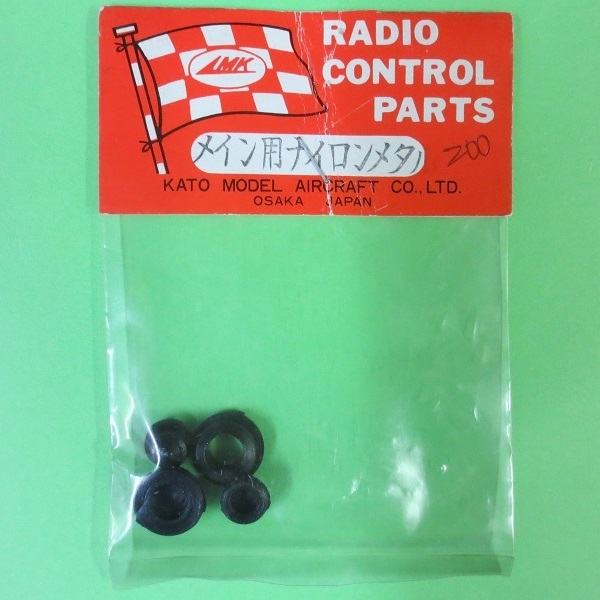 LMK
RADIO
CONTROL
PARTS
メイン用ナイロンメタル
200
KATO MODEL AIRCRAFT CO., LTD.
OSAKA JAPAN